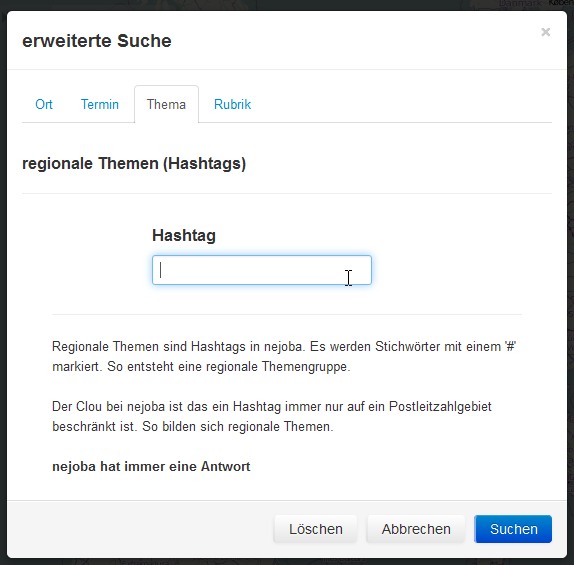 erweiterte Suche
×
Ort Termin Thema Rubrik
regionale Themen (Hashtags)
Hashtag
Regionale Themen sind Hashtags in nejoba. Es werden Stichwörter mit einem '#'
markiert. So entsteht eine regionale Themengruppe.
Der Clou bei nejoba ist das ein Hashtag immer nur auf ein Postleitzahlgebiet
beschränkt ist. So bilden sich regionale Themen.
nejoba hat immer eine Antwort
Löschen Abbrechen Suchen